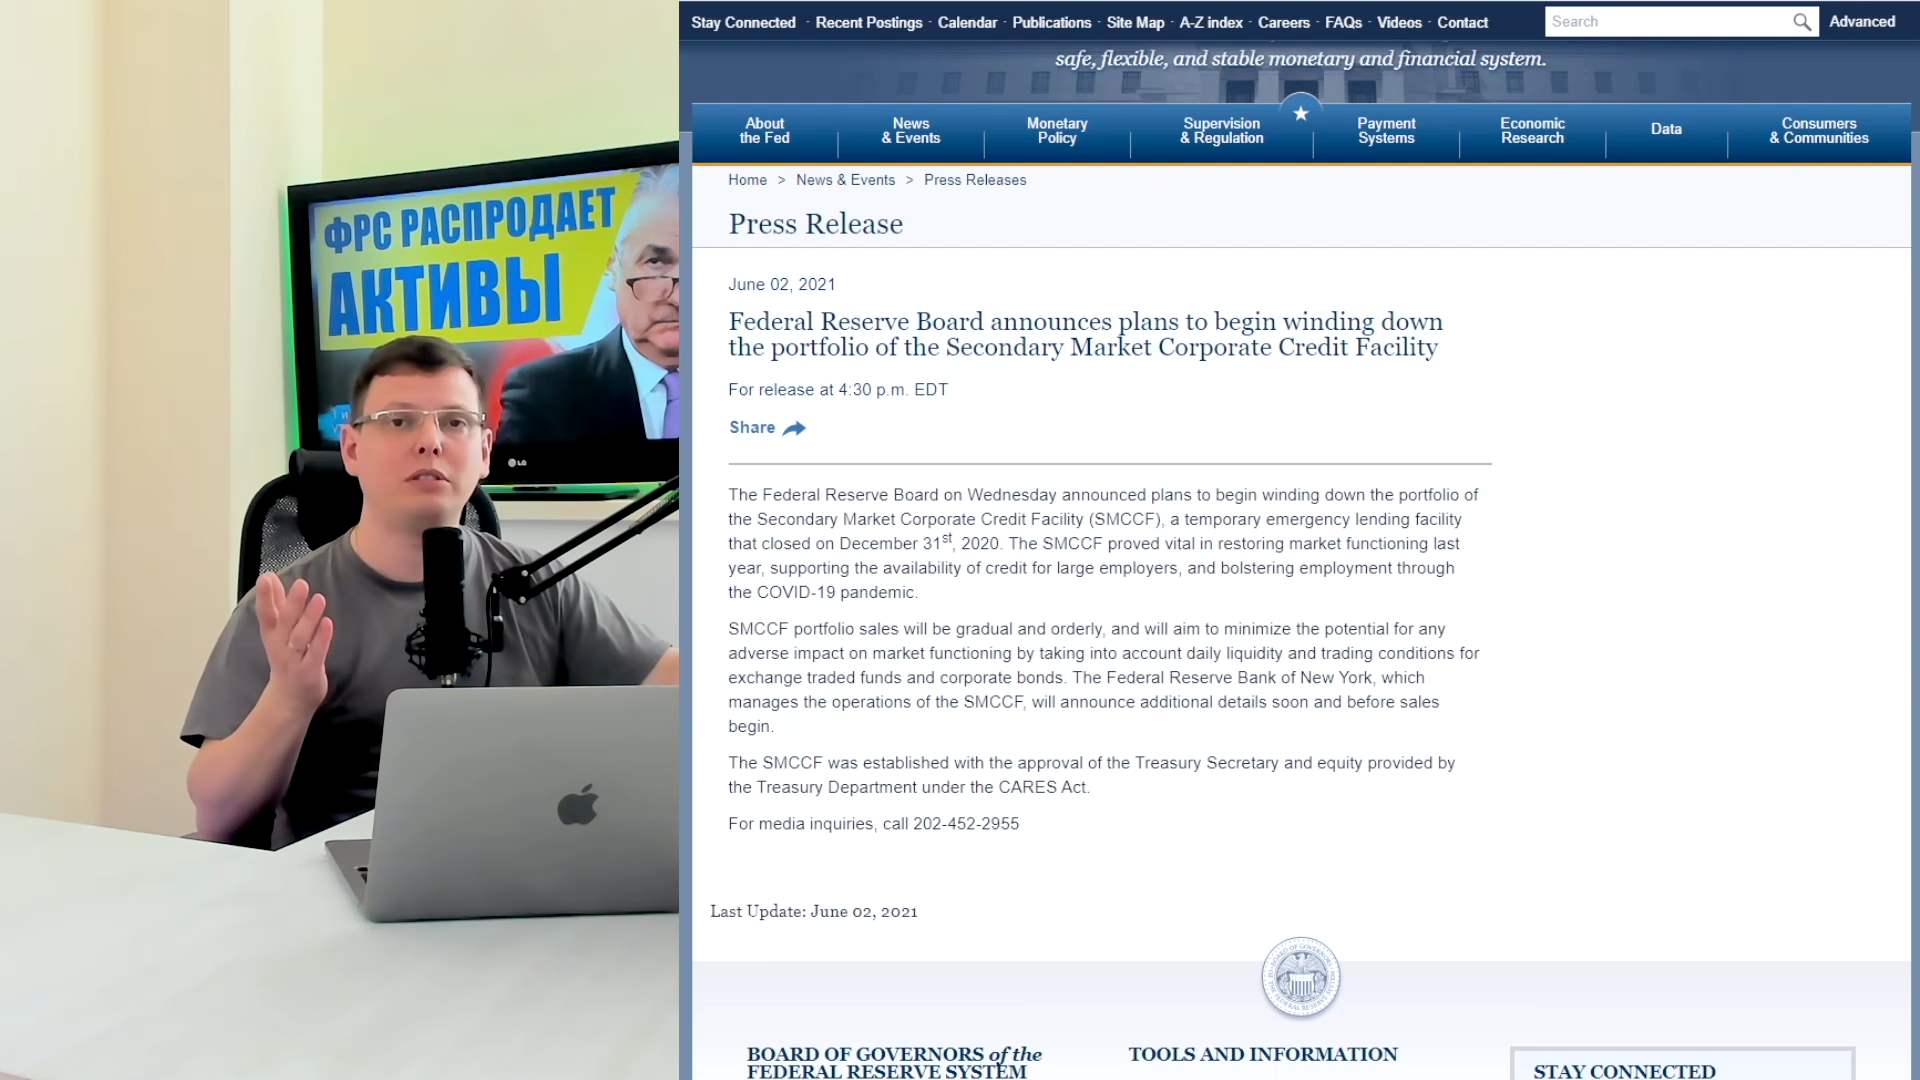 ФРС РАСПРОДАЕТ
АКТИВЫ
LG
Stay Connected
Recent Postings
Calendar
Publications
Site Map
A-Z index
Careers
FAQs
Videos
Contact
Search
Advanced
safe, flexible, and stable monetary and financial system.
About
the Fed
News
& Events
Monetary
Policy
Supervision
& Regulation
Payment
Systems
Economic
Research
Data
Consumers
& Communities
Home > News & Events > Press Releases
Press Release
June 02, 2021
Federal Reserve Board announces plans to begin winding down
the portfolio of the Secondary Market Corporate Credit Facility
For release at 4:30 p.m. EDT
Share
The Federal Reserve Board on Wednesday announced plans to begin winding down the portfolio of
the Secondary Market Corporate Credit Facility (SMCCF), a temporary emergency lending facility
that closed on December 31st, 2020. The SMCCF proved vital in restoring market functioning last
year, supporting the availability of credit for large employers, and bolstering employment through
the COVID-19 pandemic.
SMCCF portfolio sales will be gradual and orderly, and will aim to minimize the potential for any
adverse impact on market functioning by taking into account daily liquidity and trading conditions for
exchange traded funds and corporate bonds. The Federal Reserve Bank of New York, which
manages the operations of the SMCCF, will announce additional details soon and before sales
begin.
The SMCCF was established with the approval of the Treasury Secretary and equity provided by
the Treasury Department under the CARES Act.
For media inquiries, call 202-452-2955
Last Update: June 02, 2021
BOARD OF GOVERNORS of the
FEDERAL RESERVE SYSTEM
TOOLS AND INFORMATION
STAY CONNECTED